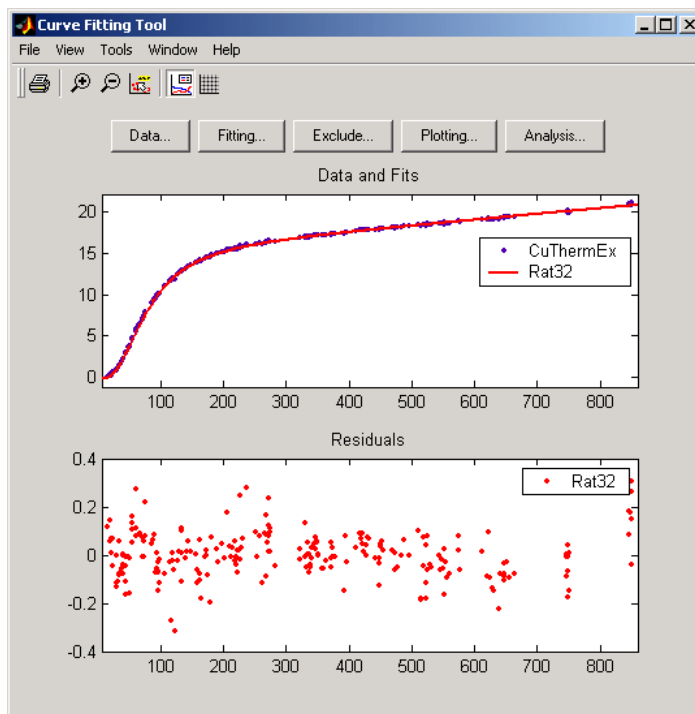 Curve Fitting Tool
File View Tools Window Help
Data... Fitting... Exclude... Plotting... Analysis...
Data and Fits
20
15
10
5
0
CuThermEx
Rat32
100 200 300 400 500 600 700 800
Residuals
0.4
0.2
0
-0.2
-0.4
Rat32
100 200 300 400 500 600 700 800